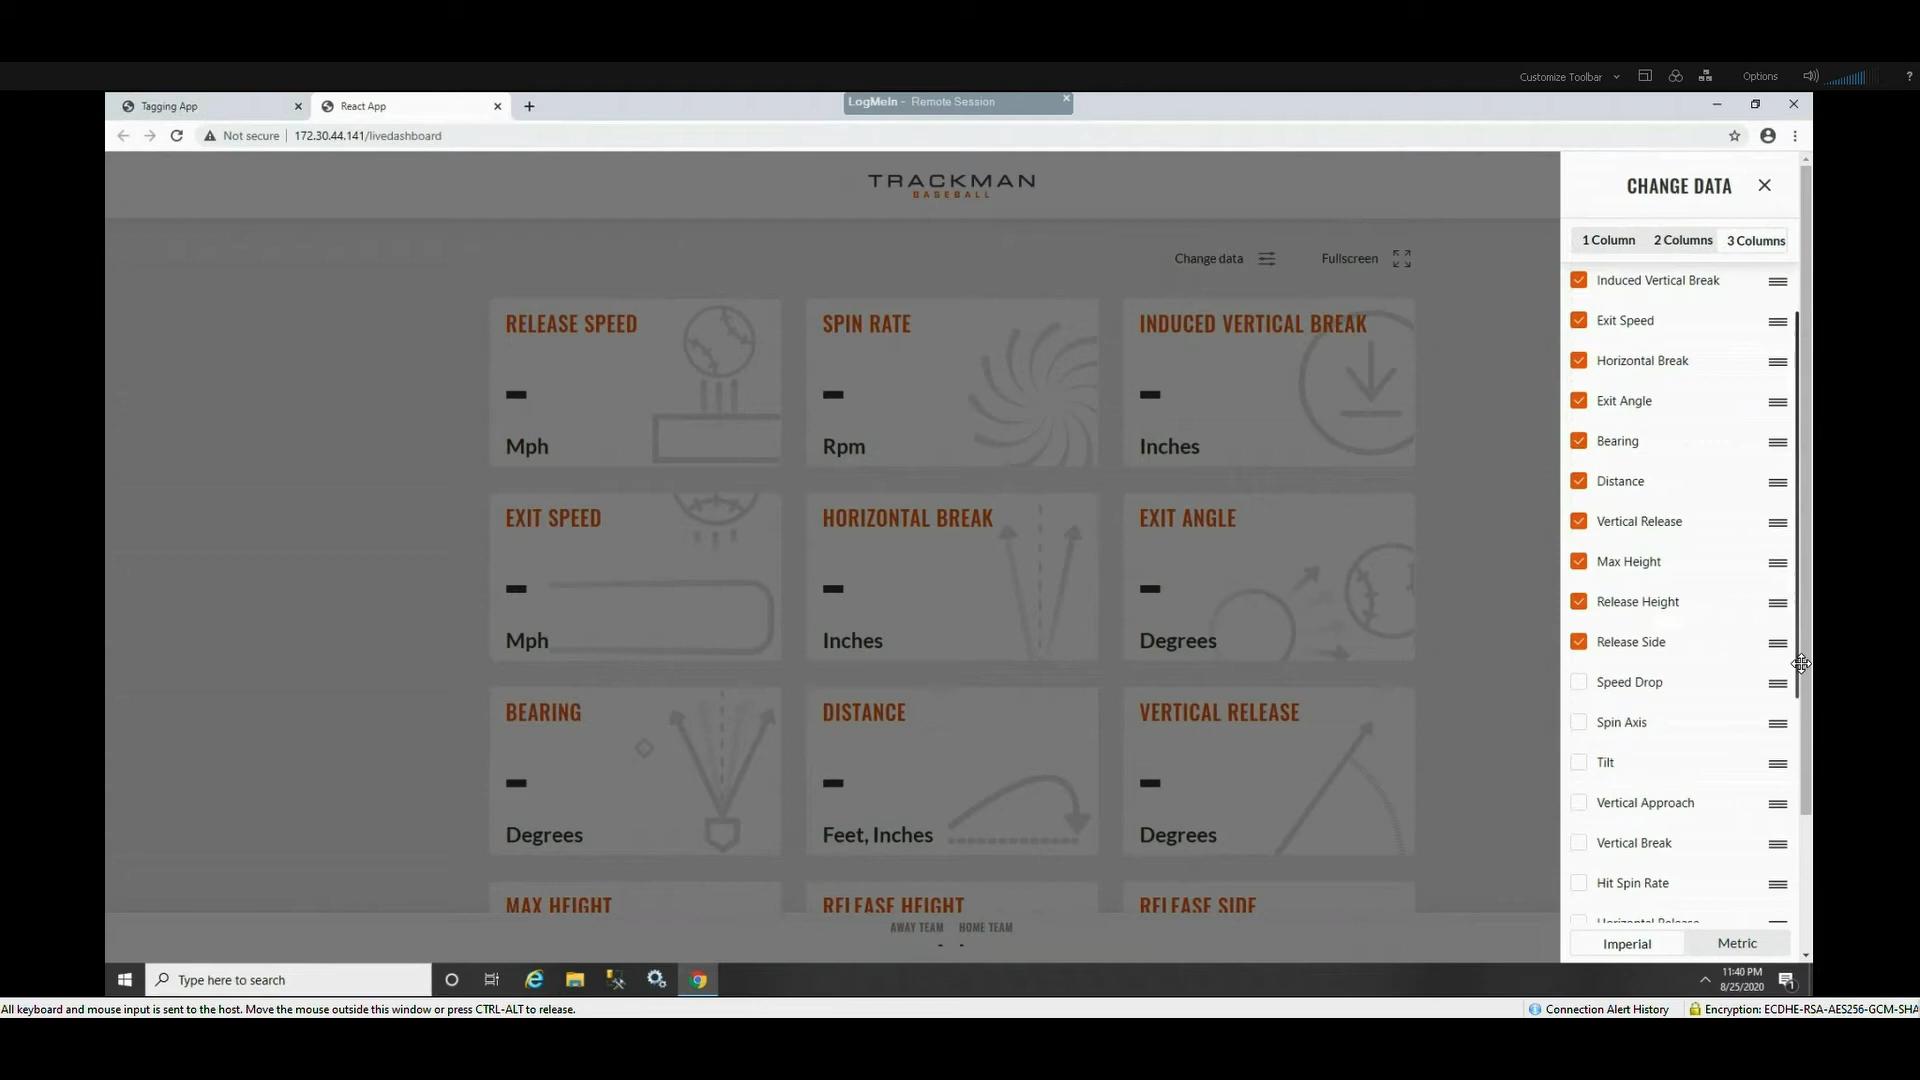 Customize Toolbar
Options
?
Tagging App
React App
LogMeIn - Remote Session
Not secure
172.30.44.141/livedashboard
TRACKMAN
BASEBALL
Change data
Fullscreen
RELEASE SPEED
Mph
SPIN RATE
Rpm
INDUCED VERTICAL BREAK
Inches
EXIT SPEED
Mph
HORIZONTAL BREAK
Inches
EXIT ANGLE
Degrees
BEARING
Degrees
DISTANCE
Feet, Inches
VERTICAL RELEASE
Degrees
MAX HEIGHT
RELEASE HEIGHT
RELEASE SIDE
AWAY TEAM HOME TEAM
- -
CHANGE DATA
1 Column 2 Columns 3 Columns
Induced Vertical Break
Exit Speed
Horizontal Break
Exit Angle
Bearing
Distance
Vertical Release
Max Height
Release Height
Release Side
Speed Drop
Spin Axis
Tilt
Vertical Approach
Vertical Break
Hit Spin Rate
Horizontal Release
Imperial Metric
Type here to search
11:40 PM
8/25/2020
1
All keyboard and mouse input is sent to the host. Move the mouse outside this window or press CTRL-ALT to release.
Connection Alert History
Encryption: ECDHE-RSA-AES256-GCM-SHA